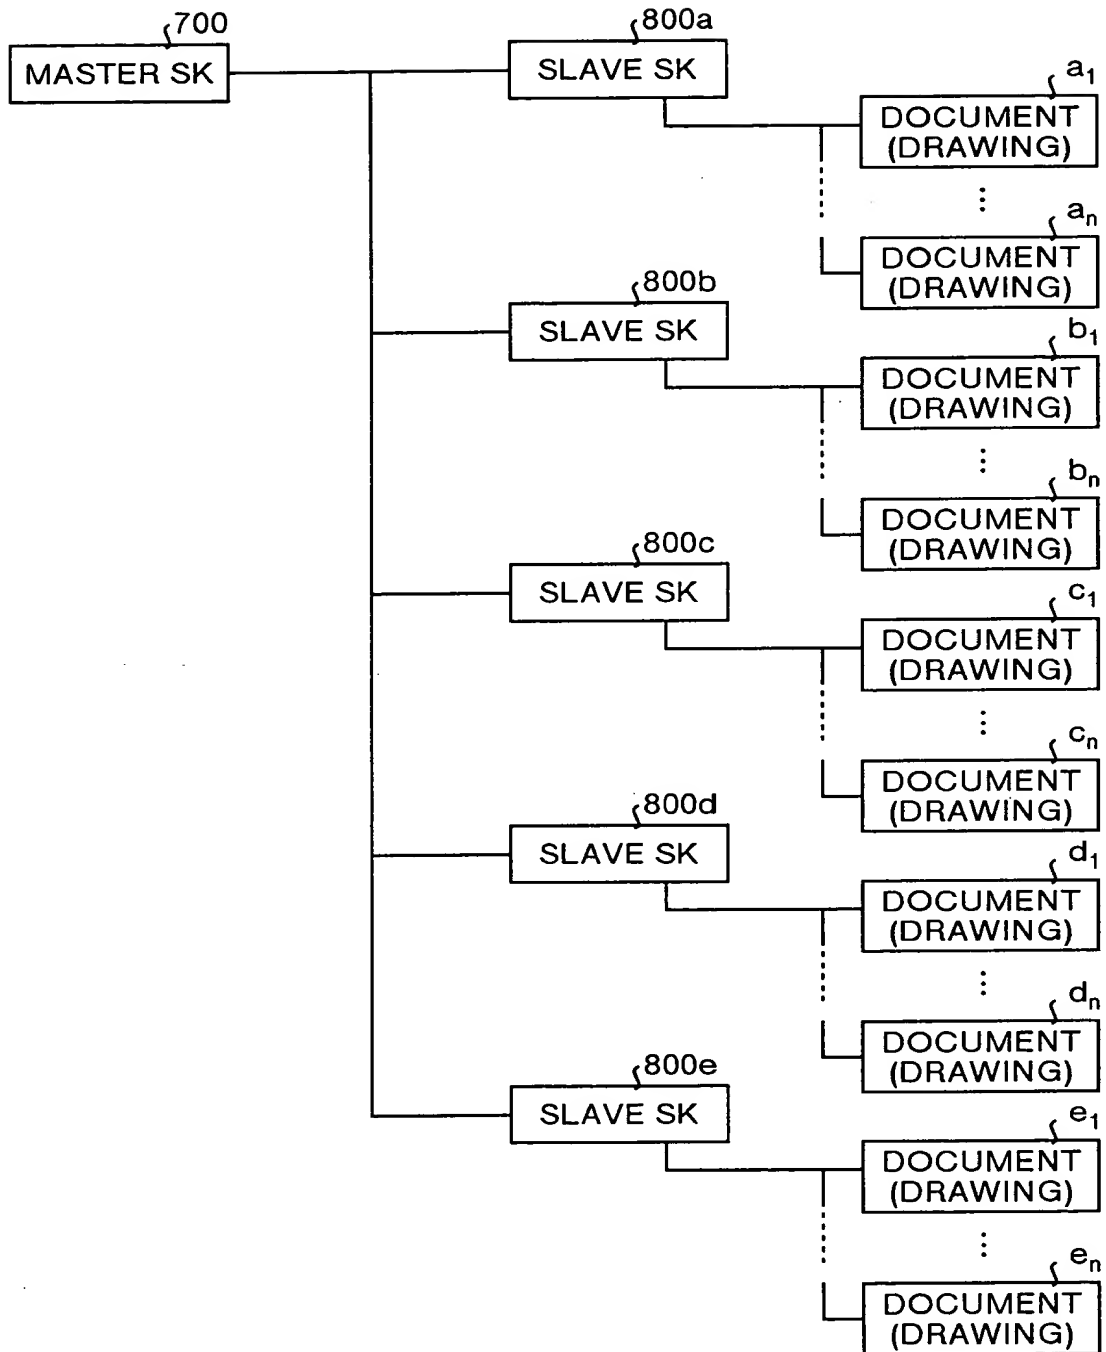 700
MASTER SK
800a
SLAVE SK
a1
DOCUMENT
(DRAWING)
an
DOCUMENT
(DRAWING)
800b
SLAVE SK
b1
DOCUMENT
(DRAWING)
bn
DOCUMENT
(DRAWING)
800c
SLAVE SK
c1
DOCUMENT
(DRAWING)
cn
DOCUMENT
(DRAWING)
800d
SLAVE SK
d1
DOCUMENT
(DRAWING)
dn
DOCUMENT
(DRAWING)
800e
SLAVE SK
e1
DOCUMENT
(DRAWING)
en
DOCUMENT
(DRAWING)